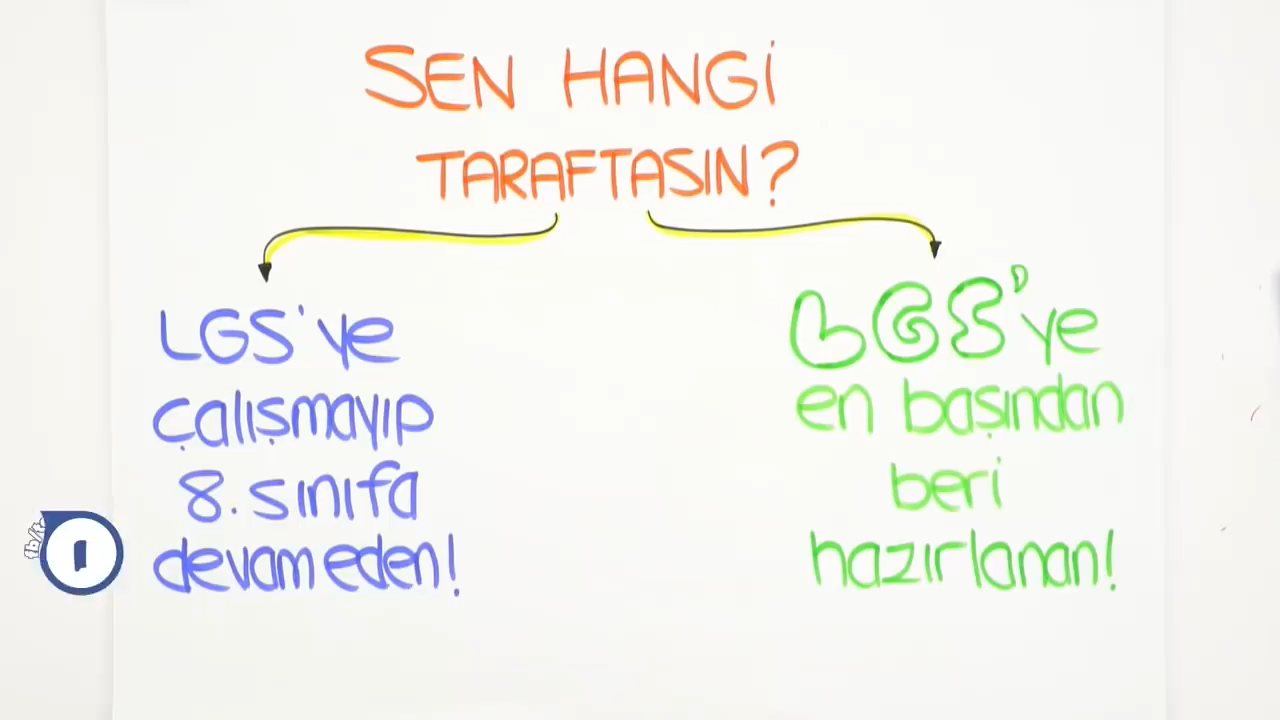 SEN HANGİ
TARAFTASIN?
LGS'ye
çalışmayıp
8. sınıfa
devam eden!
LGS'ye
en başından
beri
hazırlanan!